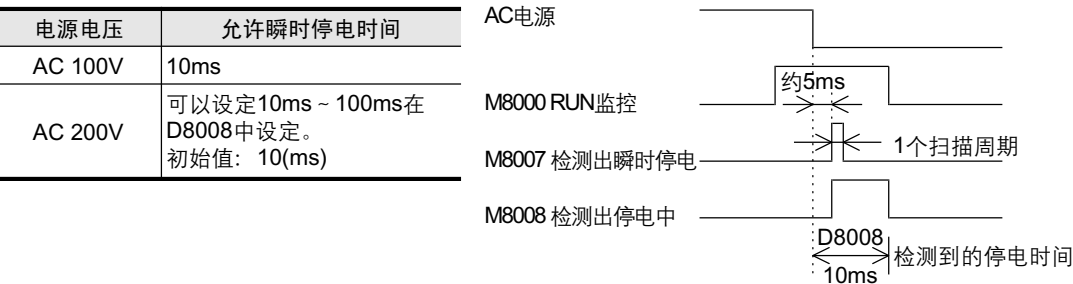 电源电压 允许瞬时停电时间
AC 100V 10ms
AC 200V 可以设定10ms ~ 100ms在
D8008中设定。
初始值：10(ms)
AC电源
约5ms
M8000 RUN监控
1个扫描周期
M8007 检测出瞬时停电
M8008 检测出停电中
D8008
检测到的停电时间
10ms